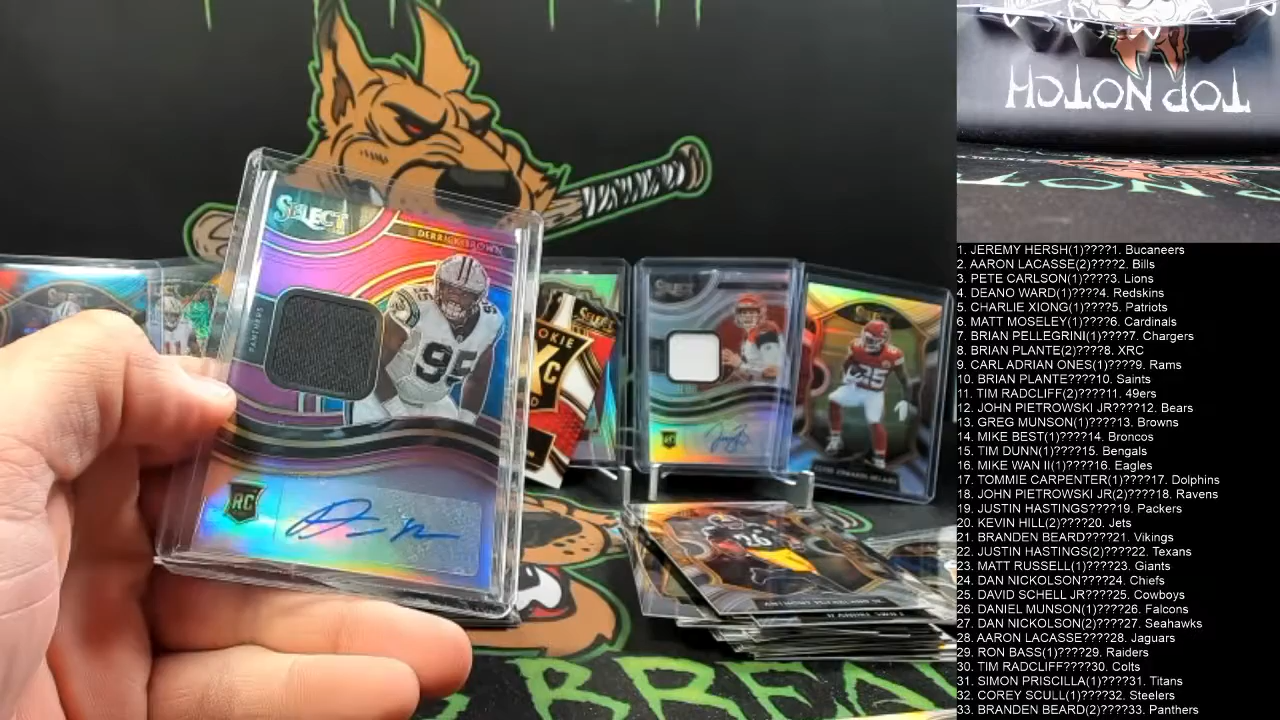 SELECT
DERRICK BROWN
PANTHERS
95
RC
SELECT
RC
SELECT
25
26
ANTHONY MCFARLAND JR.
BREA
TOP NOTCH
1. JEREMY HERSH(1)????1. Bucaneers
2. AARON LACASSE(2)????2. Bills
3. PETE CARLSON(1)????3. Lions
4. DEANO WARD(1)????4. Redskins
5. CHARLIE XIONG(1)????5. Patriots
6. MATT MOSELEY(1)????6. Cardinals
7. BRIAN PELLEGRINI(1)????7. Chargers
8. BRIAN PLANTE(2)????8. XRC
9. CARL ADRIAN ONES(1)????9. Rams
10. BRIAN PLANTE????10. Saints
11. TIM RADCLIFF(2)????11. 49ers
12. JOHN PIETROWSKI JR????12. Bears
13. GREG MUNSON(1)????13. Browns
14. MIKE BEST(1)????14. Broncos
15. TIM DUNN(1)????15. Bengals
16. MIKE WAN II(1)????16. Eagles
17. TOMMIE CARPENTER(1)????17. Dolphins
18. JOHN PIETROWSKI JR(2)????18. Ravens
19. JUSTIN HASTINGS????19. Packers
20. KEVIN HILL(2)????20. Jets
21. BRANDEN BEARD????21. Vikings
22. JUSTIN HASTINGS(2)????22. Texans
23. MATT RUSSELL(1)????23. Giants
24. DAN NICKOLSON????24. Chiefs
25. DAVID SCHELL JR????25. Cowboys
26. DANIEL MUNSON(1)????26. Falcons
27. DAN NICKOLSON(2)????27. Seahawks
28. AARON LACASSE????28. Jaguars
29. RON BASS(1)????29. Raiders
30. TIM RADCLIFF????30. Colts
31. SIMON PRISCILLA(1)????31. Titans
32. COREY SCULL(1)????32. Steelers
33. BRANDEN BEARD(2)????33. Panthers